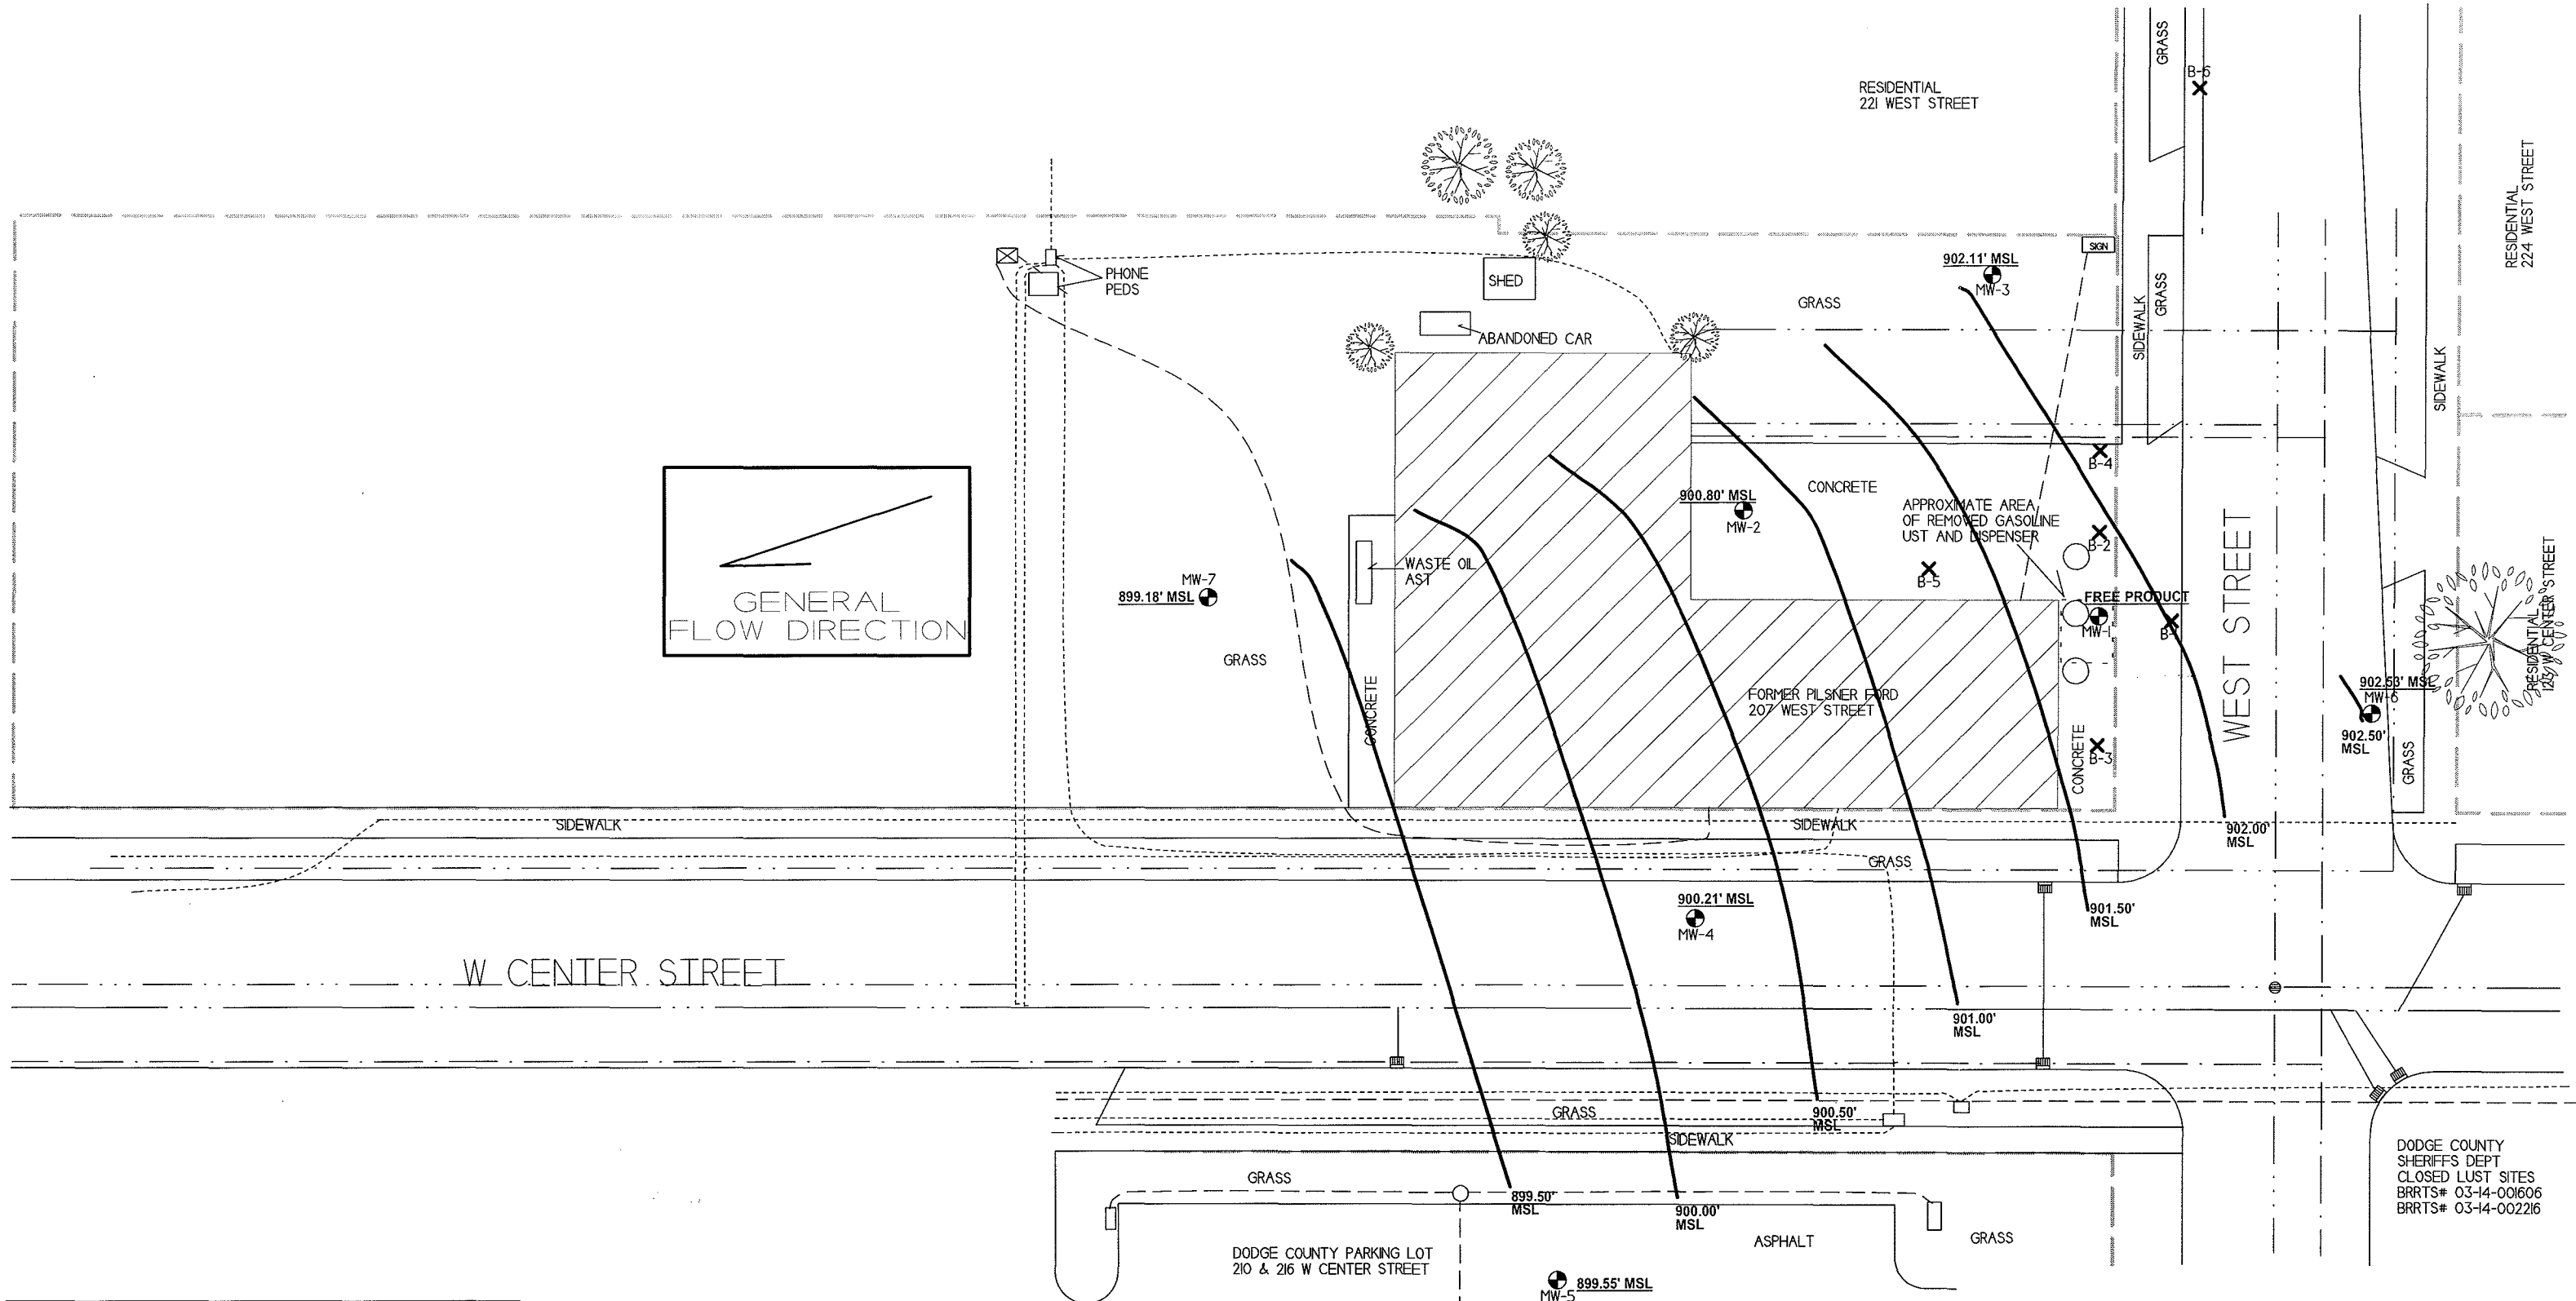 GRASS
B-6
RESIDENTIAL
221 WEST STREET
RESIDENTIAL
224 WEST STREET
SIGN
902.11' MSL
MW-3
PHONE
PEDS
SHED
GRASS
GRASS
SIDEWALK
SIDEWALK
ABANDONED CAR
B-4
900.80' MSL
MW-2
CONCRETE
APPROXIMATE AREA
OF REMOVED GASOLINE
UST AND DISPENSER
B-2
B-5
WASTE OIL
AST
MW-7
899.18' MSL
GENERAL
FLOW DIRECTION
FREE PRODUCT
MW-1
GRASS
CONCRETE
FORMER PILSNER FORD
207 WEST STREET
WEST STREET
RESIDENTIAL
CENTER STREET
902.53' MSL
MW-6
902.50'
MSL
GRASS
CONCRETE
B-3
SIDEWALK
SIDEWALK
902.00'
MSL
GRASS
900.21' MSL
MW-4
901.50'
MSL
W CENTER STREET
901.00'
MSL
GRASS
900.50'
MSL
SIDEWALK
GRASS
899.50'
MSL
900.00'
MSL
ASPHALT
GRASS
DODGE COUNTY
SHERIFFS DEPT
CLOSED LUST SITES
BRRTS# 03-14-001606
BRRTS# 03-14-002216
DODGE COUNTY PARKING LOT
210 & 216 W CENTER STREET
899.55' MSL
MW-5